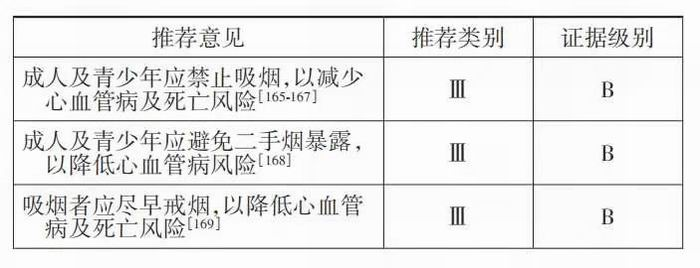 推荐意见 推荐类别 证据级别
成人及青少年应禁止吸烟,以减少
心血管病及死亡风险[165-167] Ⅲ B
成人及青少年应避免二手烟暴露,
以降低心血管病风险[168] Ⅲ B
吸烟者应尽早戒烟,以降低心血管
病及死亡风险[169] Ⅲ B